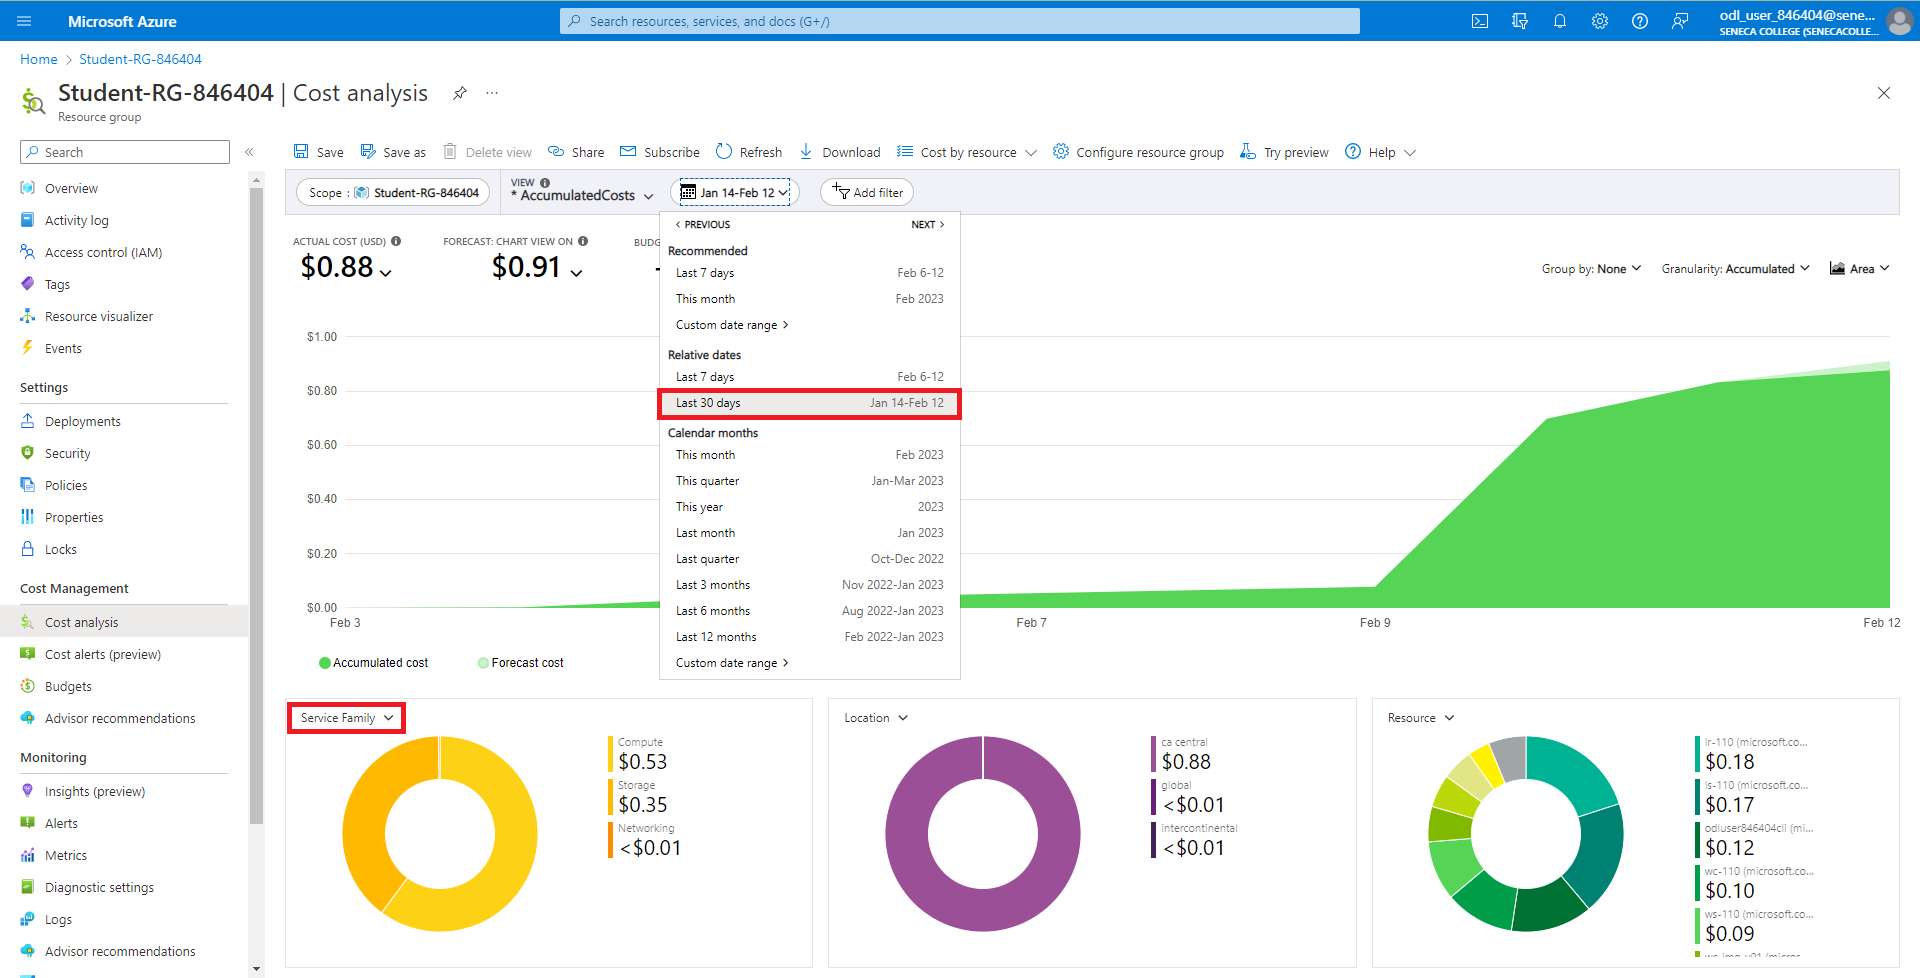 Microsoft Azure
Search resources, services, and docs (G+/)
odl_user_846404@sene...
SENECA COLLEGE (SENECACOLLE...
Home > Student-RG-846404
Student-RG-846404 | Cost analysis
...
Resource group
Search
«
Save
Save as
Delete view
Share
Subscribe
Refresh
Download
Cost by resource
Configure resource group
Try preview
Help
Overview
Activity log
Access control (IAM)
Tags
Resource visualizer
Events
Settings
Deployments
Security
Policies
Properties
Locks
Cost Management
Cost analysis
Cost alerts (preview)
Budgets
Advisor recommendations
Monitoring
Insights (preview)
Alerts
Metrics
Diagnostic settings
Logs
Advisor recommendations
Scope : Student-RG-846404
VIEW
* AccumulatedCosts
Jan 14-Feb 12
Add filter
ACTUAL COST (USD)
$0.88
FORECAST: CHART VIEW ON
$0.91
BUDG
< PREVIOUS
NEXT >
Recommended
Last 7 days Feb 6-12
This month Feb 2023
Custom date range >
Relative dates
Last 7 days Feb 6-12
Last 30 days Jan 14-Feb 12
Calendar months
This month Feb 2023
This quarter Jan-Mar 2023
This year 2023
Last month Jan 2023
Last quarter Oct-Dec 2022
Last 3 months Nov 2022-Jan 2023
Last 6 months Aug 2022-Jan 2023
Last 12 months Feb 2022-Jan 2023
Custom date range >
Group by: None
Granularity: Accumulated
Area
$1.00
$0.80
$0.60
$0.40
$0.20
$0.00
Feb 3
Feb 7
Feb 9
Feb 12
Accumulated cost
Forecast cost
Service Family
Compute
$0.53
Storage
$0.35
Networking
<$0.01
Location
ca central
$0.88
global
<$0.01
intercontinental
<$0.01
Resource
lr-110 (microsoft.co...
$0.18
ls-110 (microsoft.co...
$0.17
odluser846404cli (mi...
$0.12
wc-110 (microsoft.co...
$0.10
ws-110 (microsoft.co...
$0.09